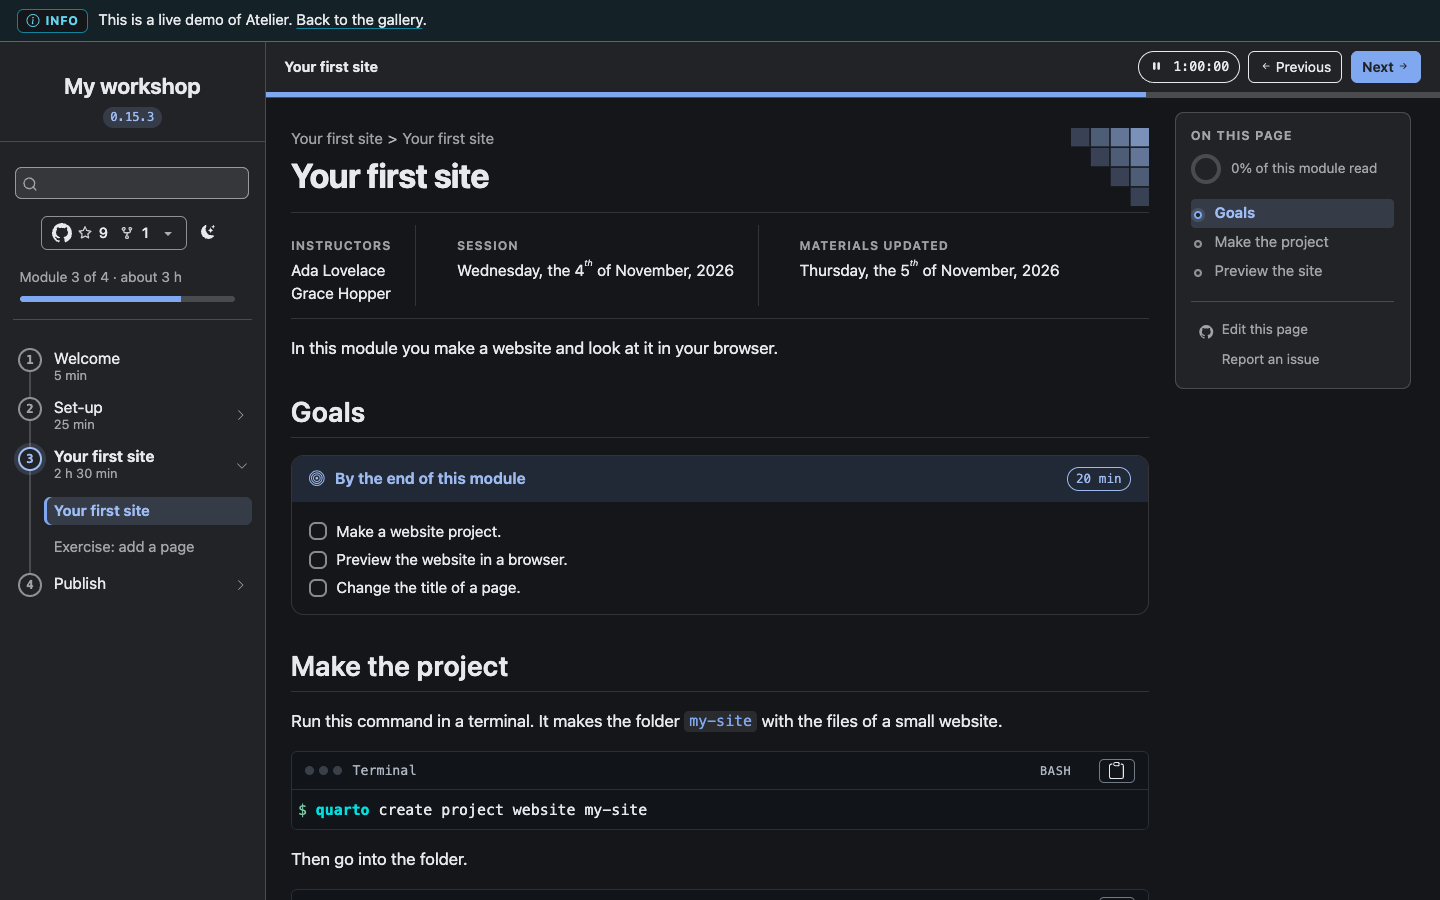 INFO This is a live demo of Atelier. Back to the gallery.
My workshop
0.15.3
9 1
Module 3 of 4 · about 3 h
1 Welcome
5 min
2 Set-up
25 min
3 Your first site
2 h 30 min
Your first site
Exercise: add a page
4 Publish
Your first site
1:00:00
← Previous
Next →
Your first site > Your first site
Your first site
INSTRUCTORS
Ada Lovelace
Grace Hopper
SESSION
Wednesday, the 4th of November, 2026
MATERIALS UPDATED
Thursday, the 5th of November, 2026
In this module you make a website and look at it in your browser.
Goals
By the end of this module 20 min
Make a website project.
Preview the website in a browser.
Change the title of a page.
Make the project
Run this command in a terminal. It makes the folder my-site with the files of a small website.
Terminal BASH
$ quarto create project website my-site
Then go into the folder.
ON THIS PAGE
0% of this module read
Goals
Make the project
Preview the site
Edit this page
Report an issue